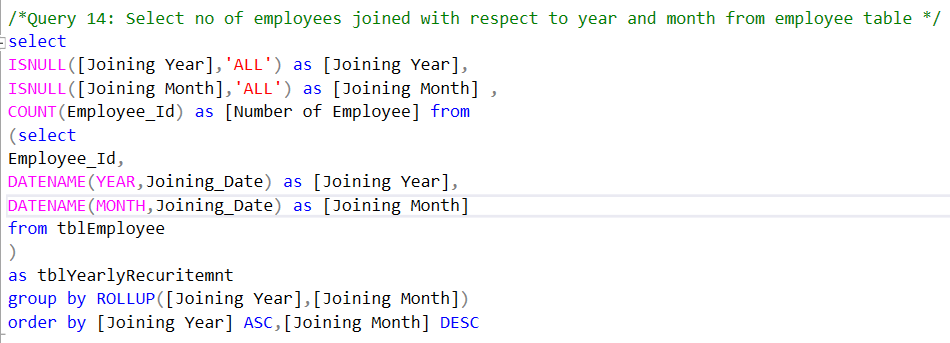 /*Query 14: Select no of employees joined with respect to year and month from employee table */
select
ISNULL([Joining Year],'ALL') as [Joining Year],
ISNULL([Joining Month],'ALL') as [Joining Month] ,
COUNT(Employee_Id) as [Number of Employee] from
(select
Employee_Id,
DATENAME(YEAR,Joining_Date) as [Joining Year],
DATENAME(MONTH,Joining_Date) as [Joining Month]
from tblEmployee
)
as tblYearlyRecuritemnt
group by ROLLUP([Joining Year],[Joining Month])
order by [Joining Year] ASC,[Joining Month] DESC